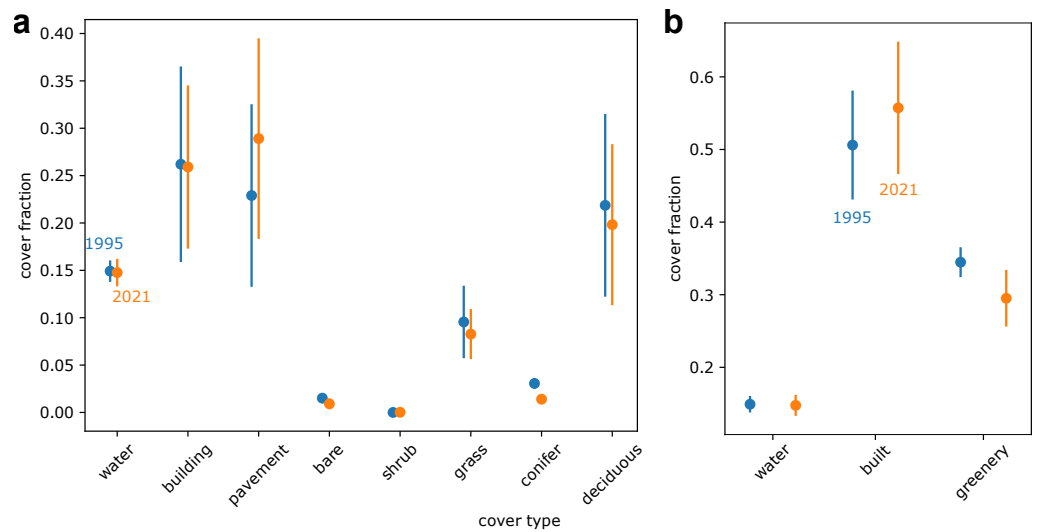 a
cover fraction
0.40
0.35
0.30
0.25
0.20
0.15
0.10
0.05
0.00
1995
2021
water
building
pavement
bare
shrub
grass
conifer
deciduous
cover type
b
cover fraction
0.6
0.5
0.4
0.3
0.2
2021
1995
water
built
greenery